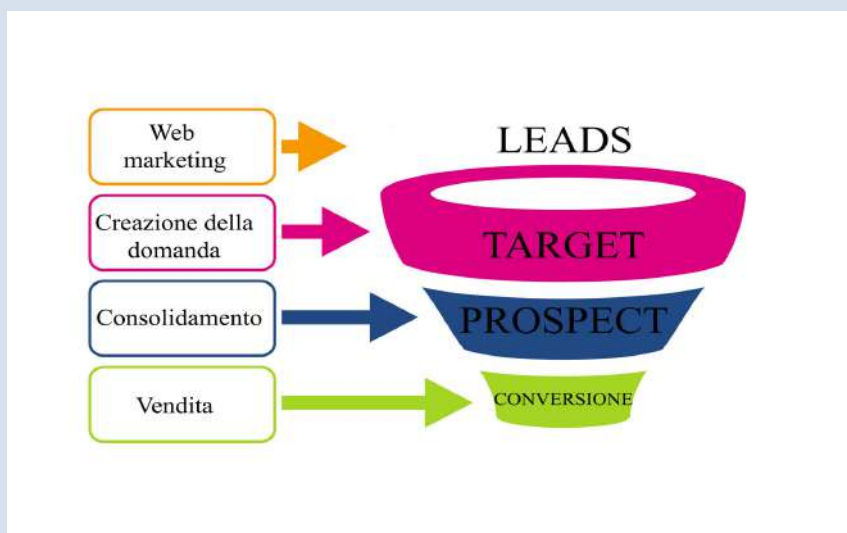 Web
marketing
LEADS
Creazione della
domanda
TARGET
Consolidamento
PROSPECT
Vendita
CONVERSIONE